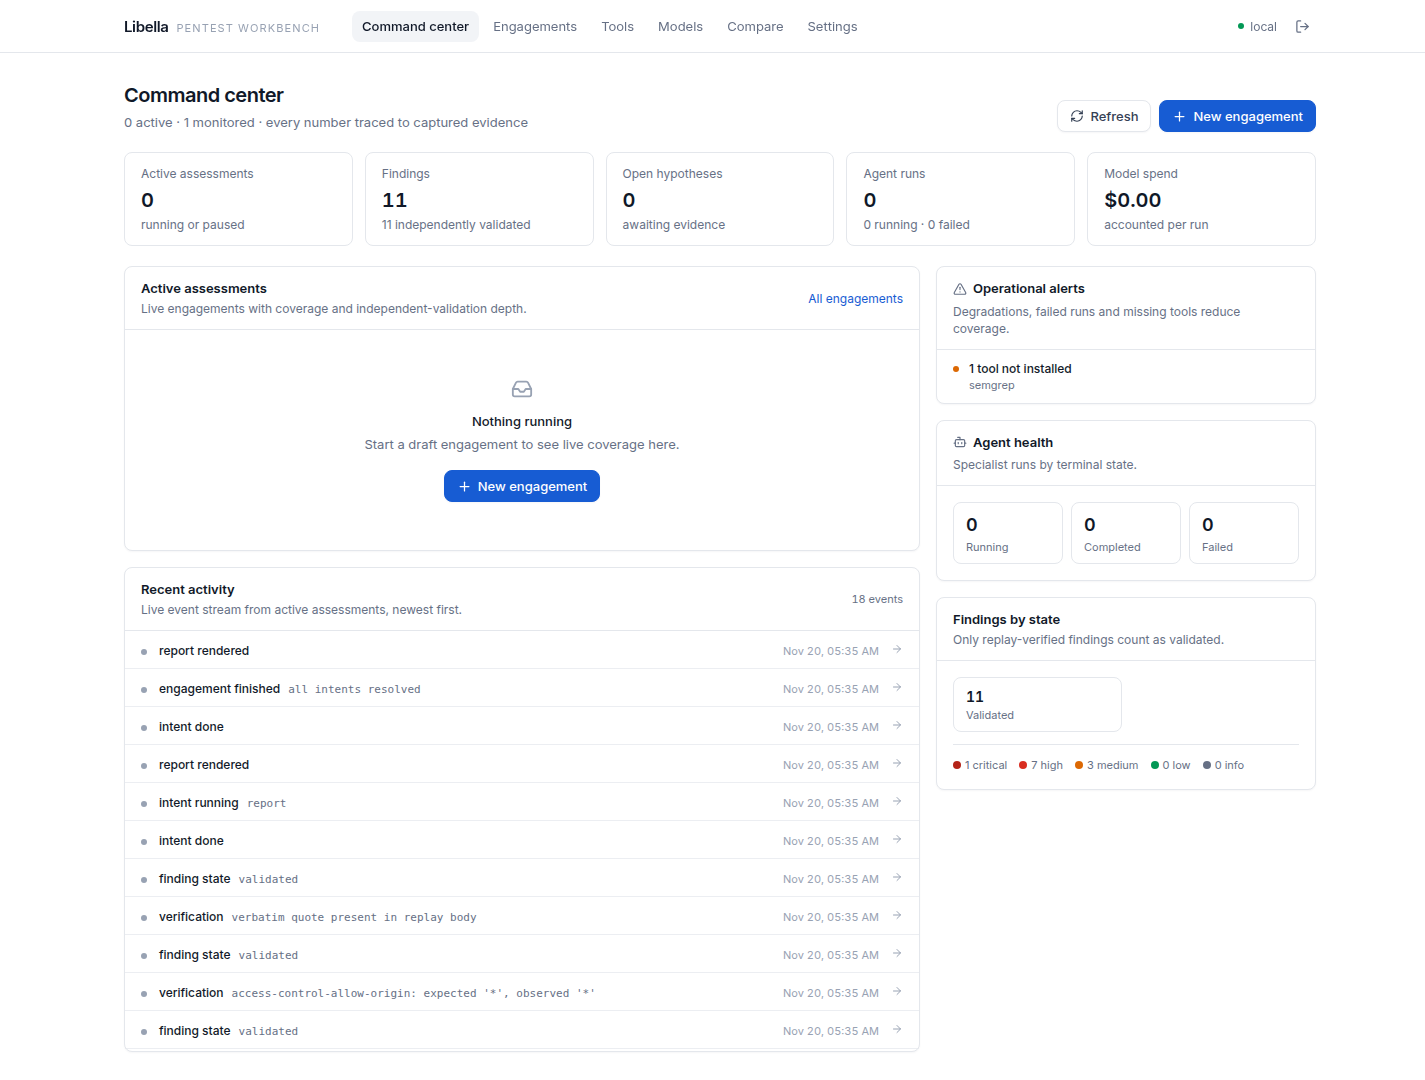 Libella PENTEST WORKBENCH Command center Engagements Tools Models Compare Settings local
Command center
0 active · 1 monitored · every number traced to captured evidence
Refresh New engagement
Active assessments
0
running or paused
Findings
11
11 independently validated
Open hypotheses
0
awaiting evidence
Agent runs
0
0 running · 0 failed
Model spend
$0.00
accounted per run
Active assessments
Live engagements with coverage and independent-validation depth.
All engagements
Nothing running
Start a draft engagement to see live coverage here.
New engagement
Recent activity
Live event stream from active assessments, newest first.
18 events
report rendered Nov 20, 05:35 AM
engagement finished all intents resolved Nov 20, 05:35 AM
intent done Nov 20, 05:35 AM
report rendered Nov 20, 05:35 AM
intent running report Nov 20, 05:35 AM
intent done Nov 20, 05:35 AM
finding state validated Nov 20, 05:35 AM
verification verbatim quote present in replay body Nov 20, 05:35 AM
finding state validated Nov 20, 05:35 AM
verification access-control-allow-origin: expected '*', observed '*' Nov 20, 05:35 AM
finding state validated Nov 20, 05:35 AM
Operational alerts
Degradations, failed runs and missing tools reduce
coverage.
1 tool not installed
semgrep
Agent health
Specialist runs by terminal state.
0
Running
0
Completed
0
Failed
Findings by state
Only replay-verified findings count as validated.
11
Validated
1 critical 7 high 3 medium 0 low 0 info